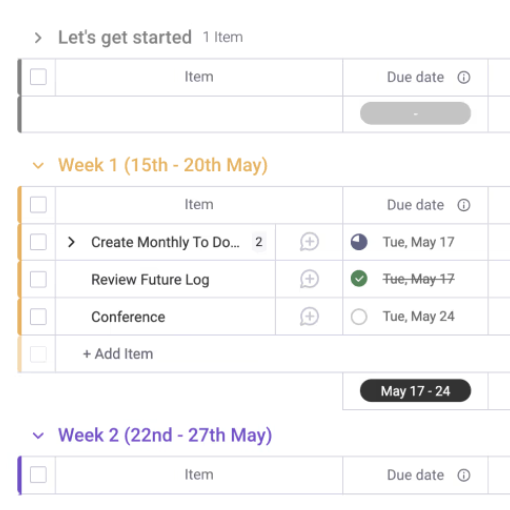 Let's get started 1 Item
Item Due date
-
Week 1 (15th - 20th May)
Item Due date
Create Monthly To Do... 2 Tue, May 17
Review Future Log Tue, May 17
Conference Tue, May 24
+ Add Item
May 17 - 24
Week 2 (22nd - 27th May)
Item Due date